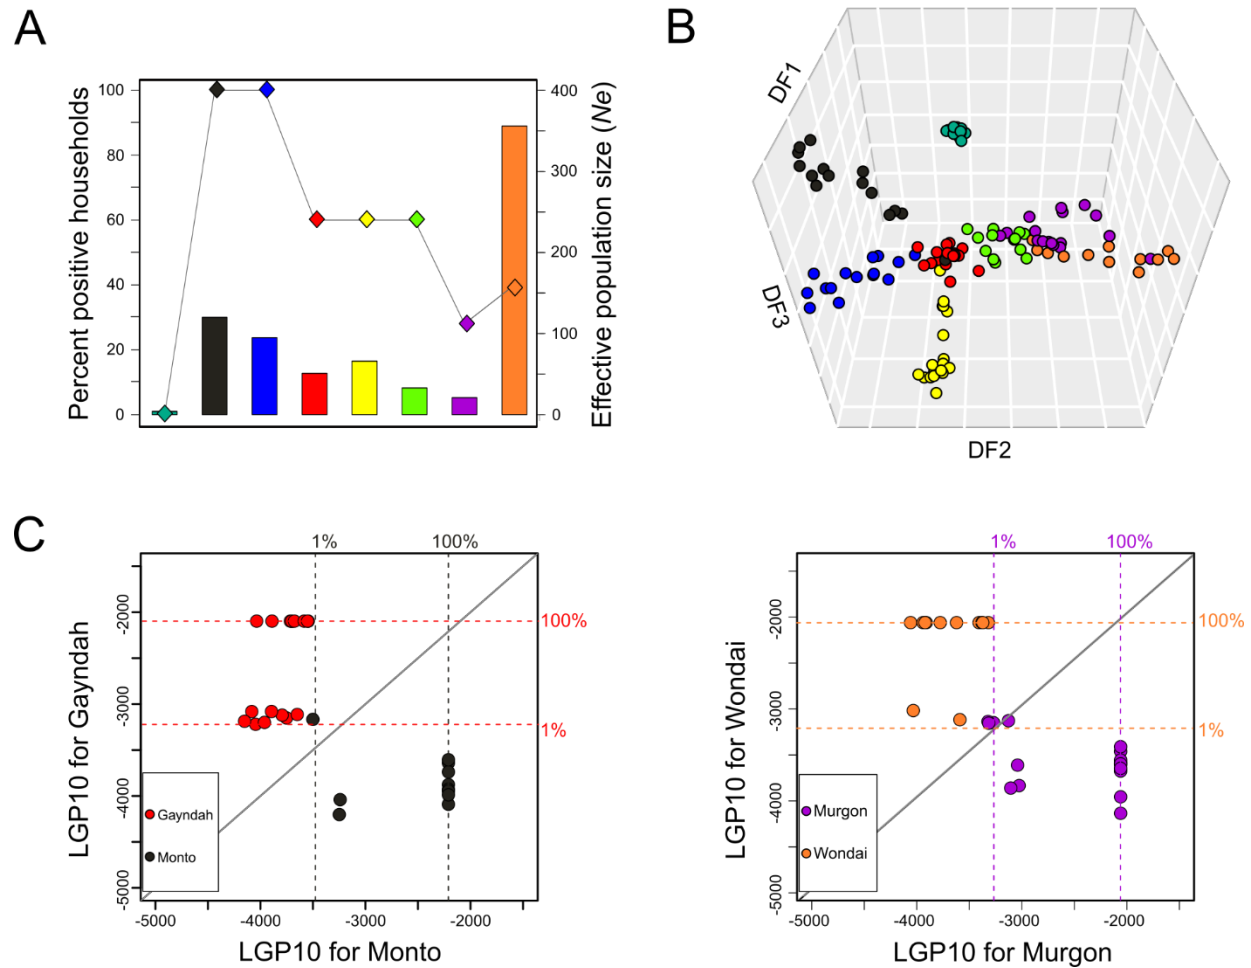 A
Percent positive households
100
80
60
40
20
0
400
300
200
100
0
Effective population size (Ne)
B
DF1
DF3
DF2
C
1%
100%
LGP10 for Gayndah
-2000
-3000
-4000
-5000
100%
1%
Gayndah
Monto
-5000
-4000
-3000
-2000
LGP10 for Monto
1%
100%
LGP10 for Wondai
-2000
-3000
-4000
-5000
100%
1%
Murgon
Wondai
-5000
-4000
-3000
-2000
LGP10 for Murgon